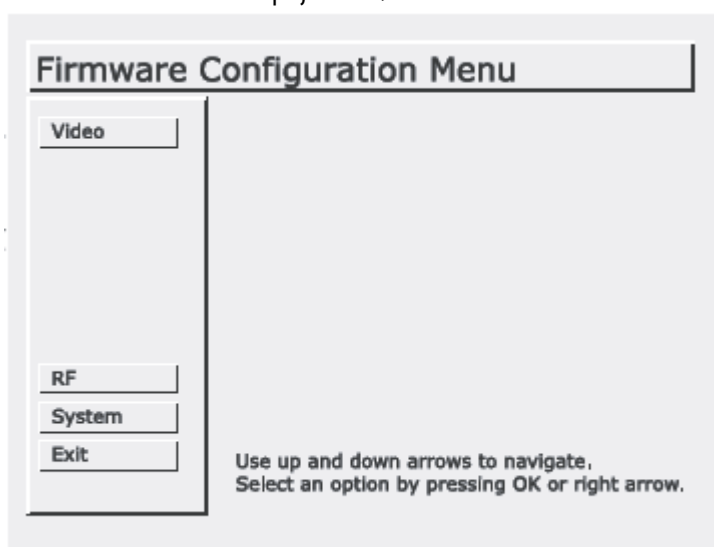 Firmware Configuration Menu
Video
RF
System
Exit
Use up and down arrows to navigate,
Select an option by pressing OK or right arrow.